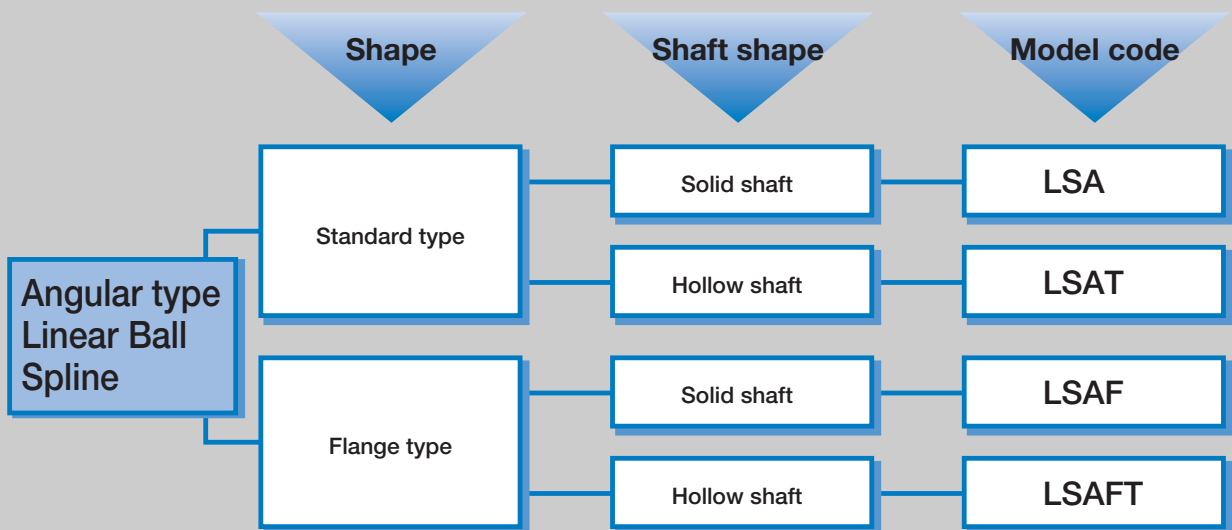 Shape
Shaft shape
Model code
Angular type
Linear Ball
Spline
Standard type
Solid shaft
LSA
Hollow shaft
LSAT
Flange type
Solid shaft
LSAF
Hollow shaft
LSAFT